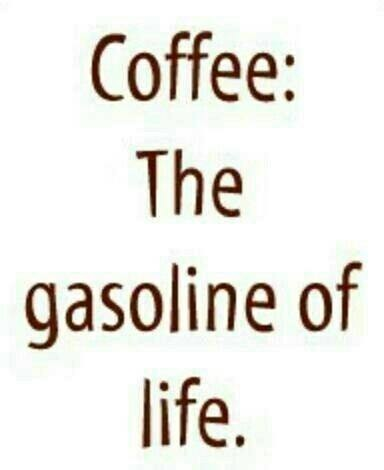 Coffee:
The
gasoline of
life.